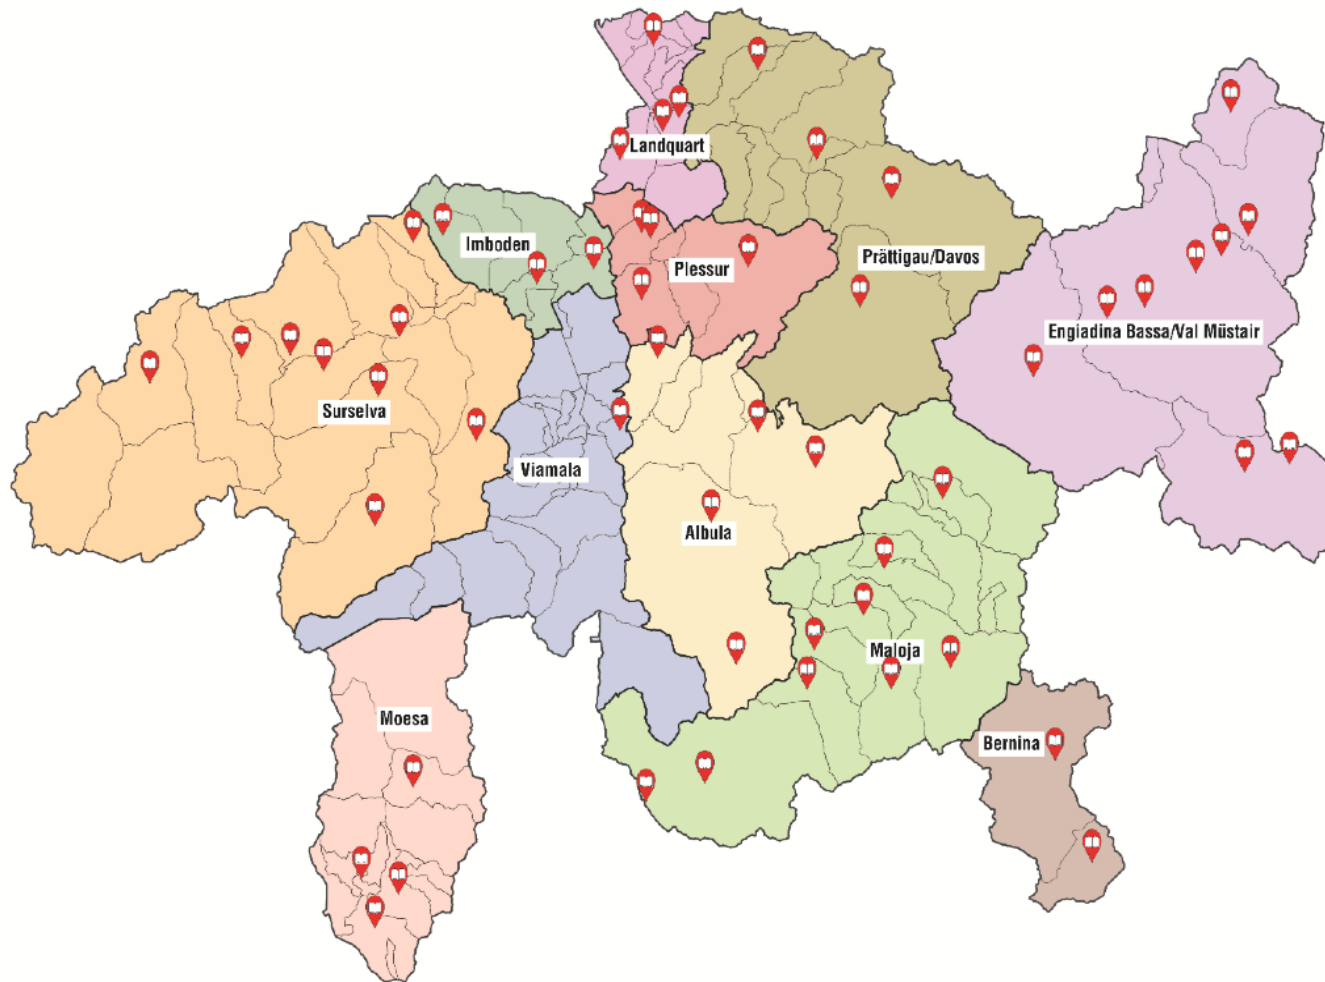 Landquart
Imboden
Plessur
Prättigau/Davos
Engiadina Bassa/Val Müstair
Surselva
Viamala
Albula
Maloja
Moesa
Bernina